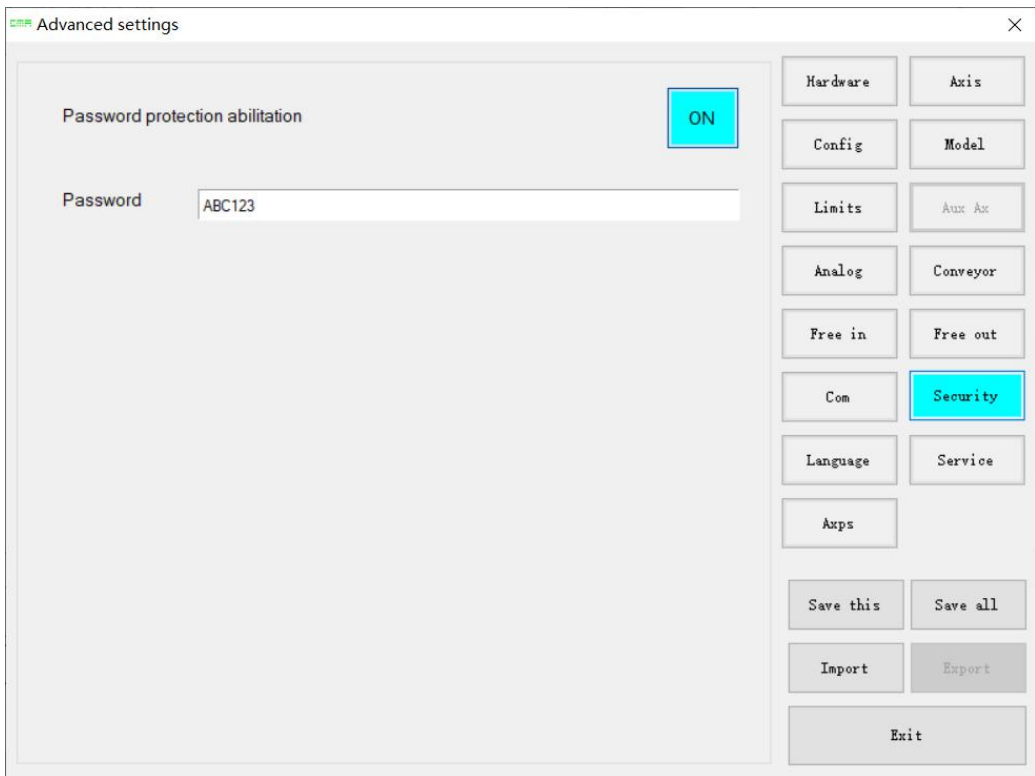 CMA Advanced settings
Password protection abilitation
ON
Password
ABC123
Hardware
Axis
Config
Model
Limits
Aux Ax
Analog
Conveyor
Free in
Free out
Com
Security
Language
Service
Axps
Save this
Save all
Import
Export
Exit